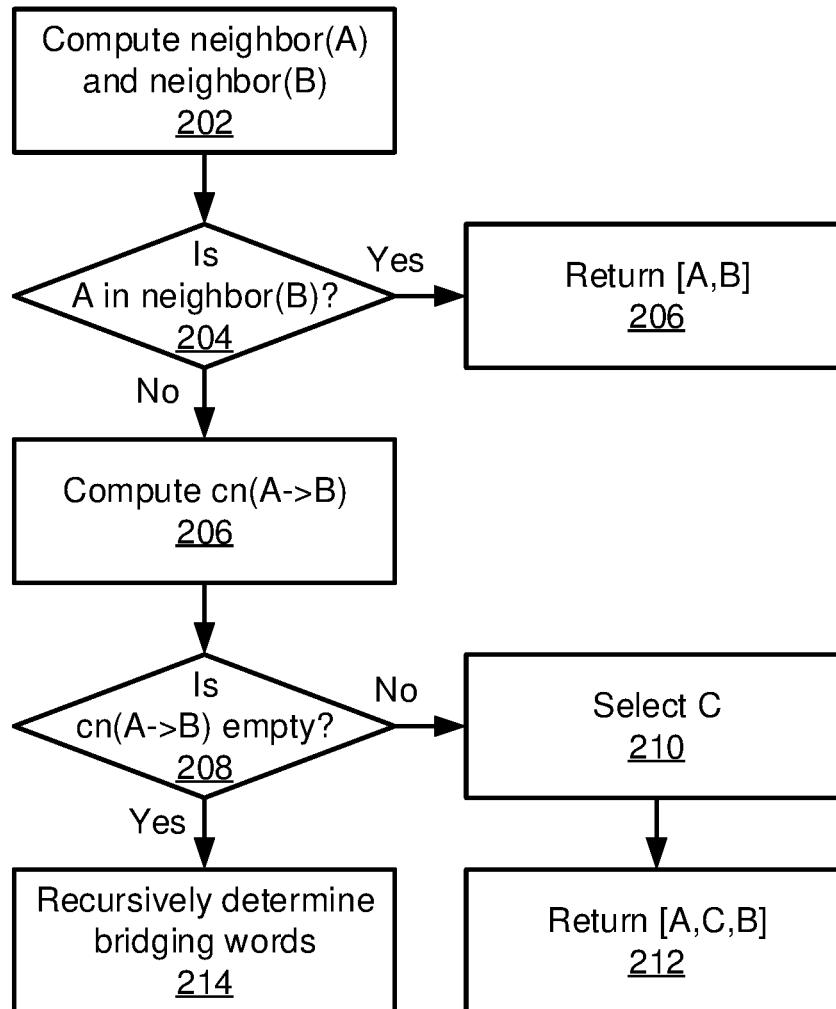 Compute neighbor(A)
and neighbor(B)
202
Is
A in neighbor(B)?
204
Yes
Return [A,B]
206
No
Compute cn(A->B)
206
Is
cn(A->B) empty?
208
No
Select C
210
Yes
Recursively determine
bridging words
214
Return [A,C,B]
212